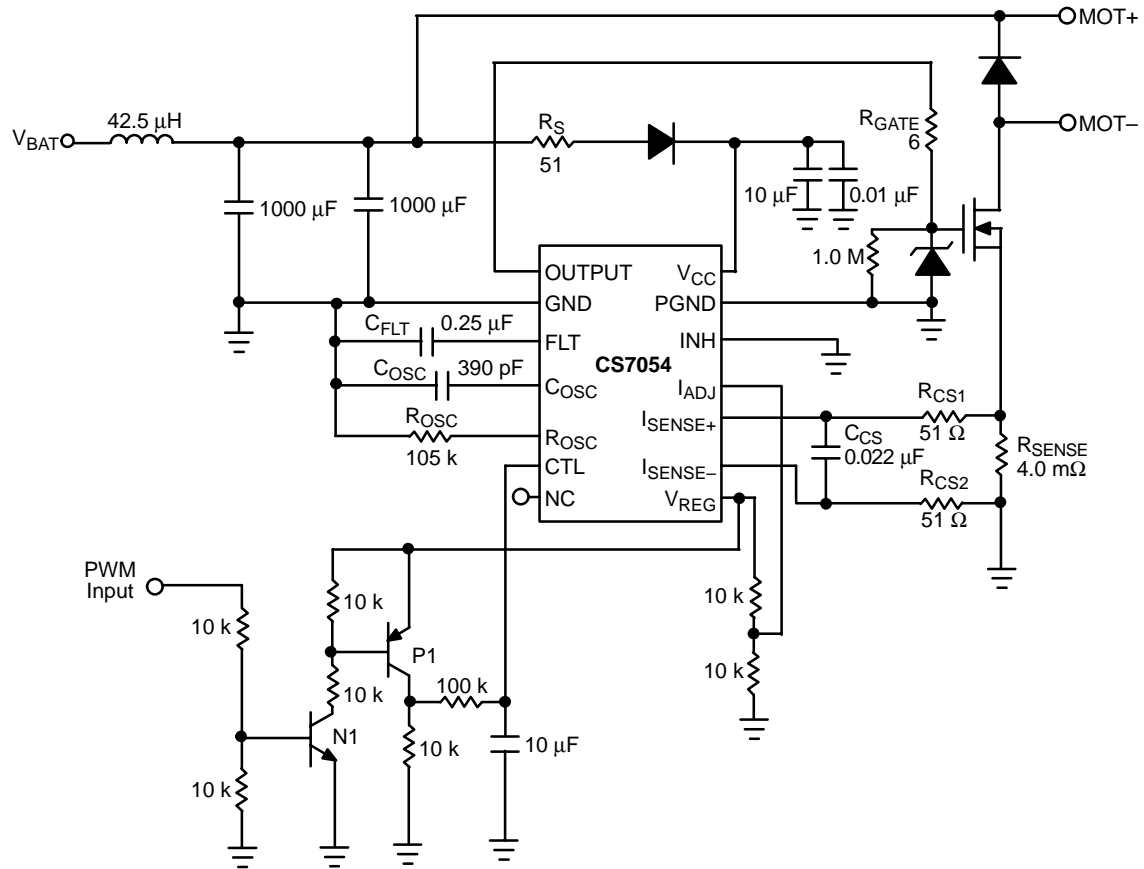 MOT+
42.5 µH
V_BAT
R_S
51
R_GATE
6
MOT–
1000 µF
1000 µF
10 µF
0.01 µF
1.0 M
OUTPUT
V_CC
GND
PGND
C_FLT
0.25 µF
FLT
INH
CS7054
C_OSC
390 pF
C_OSC
I_ADJ
R_OSC
105 k
R_OSC
I_SENSE+
R_CS1
51 Ω
C_CS
0.022 µF
R_SENSE
4.0 mΩ
CTL
I_SENSE–
R_CS2
51 Ω
NC
V_REG
PWM
Input
10 k
10 k
10 k
P1
10 k
100 k
10 k
N1
10 k
10 µF
10 k
10 k